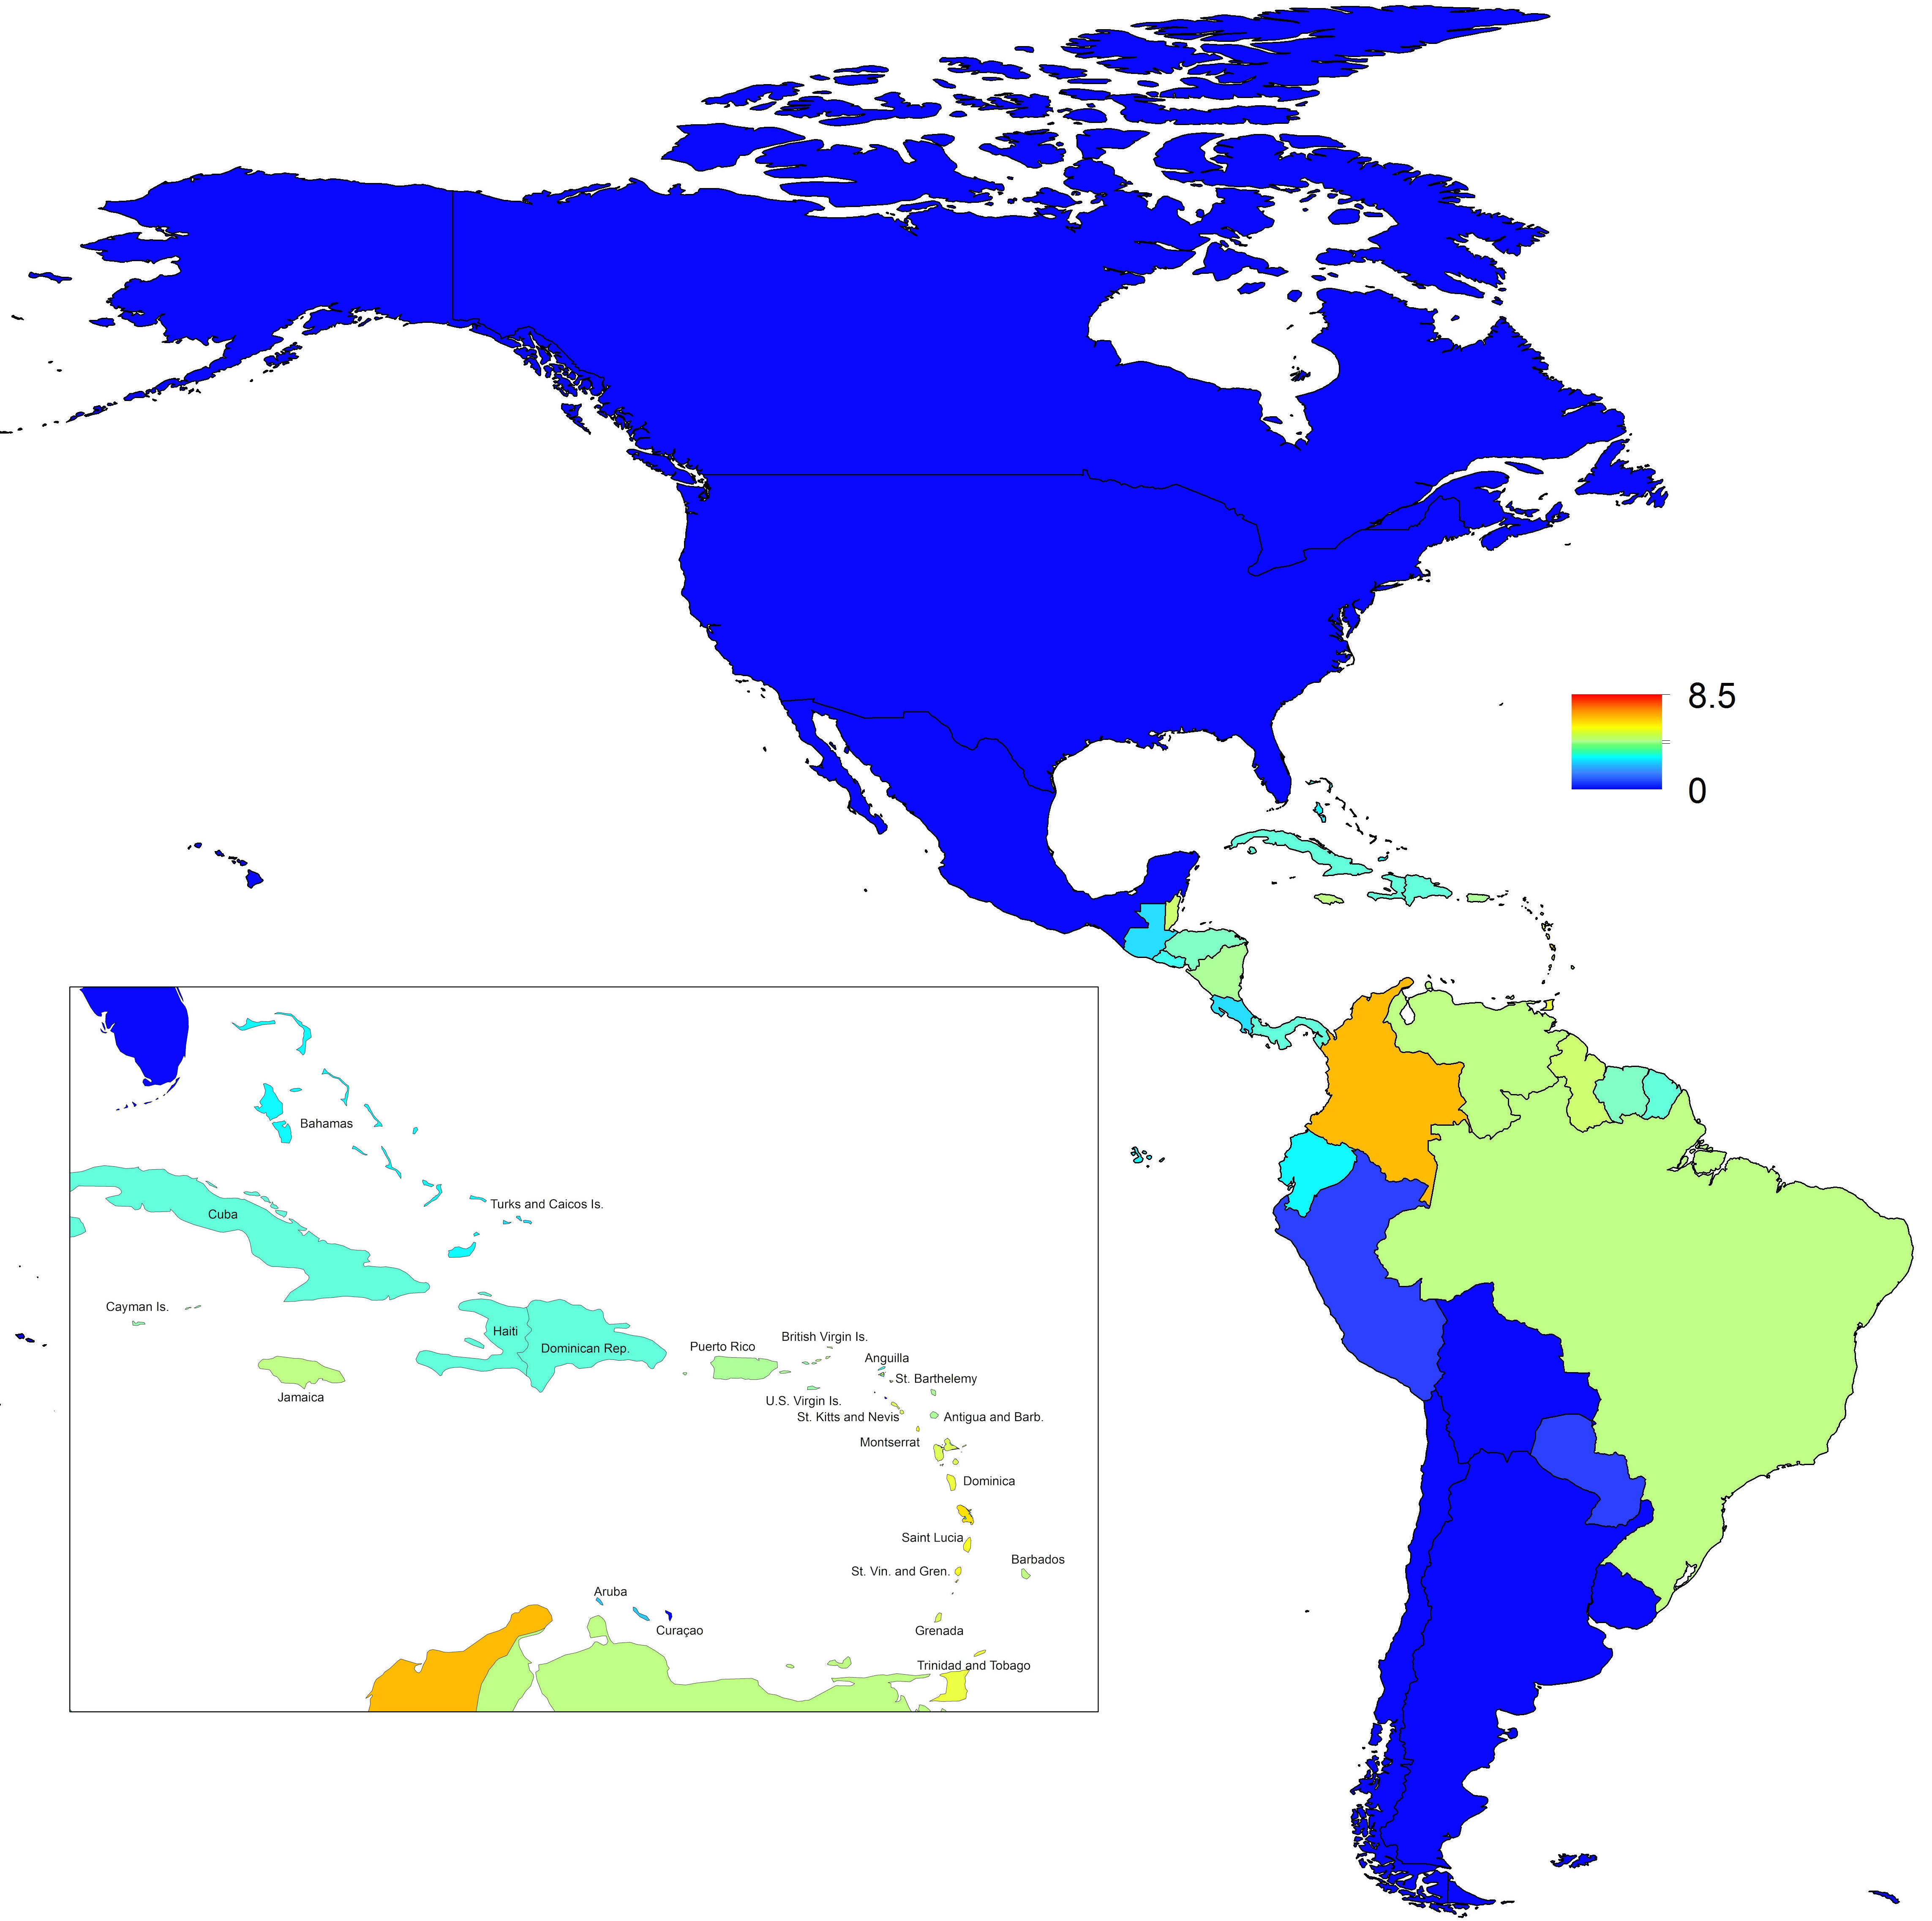 8.5
0
Bahamas
Turks and Caicos Is.
Cuba
Cayman Is.
Haiti
Dominican Rep.
Jamaica
Puerto Rico
British Virgin Is.
Anguilla
St. Barthelemy
U.S. Virgin Is.
St. Kitts and Nevis
Antigua and Barb.
Montserrat
Dominica
Saint Lucia
Barbados
St. Vin. and Gren.
Aruba
Curaçao
Grenada
Trinidad and Tobago